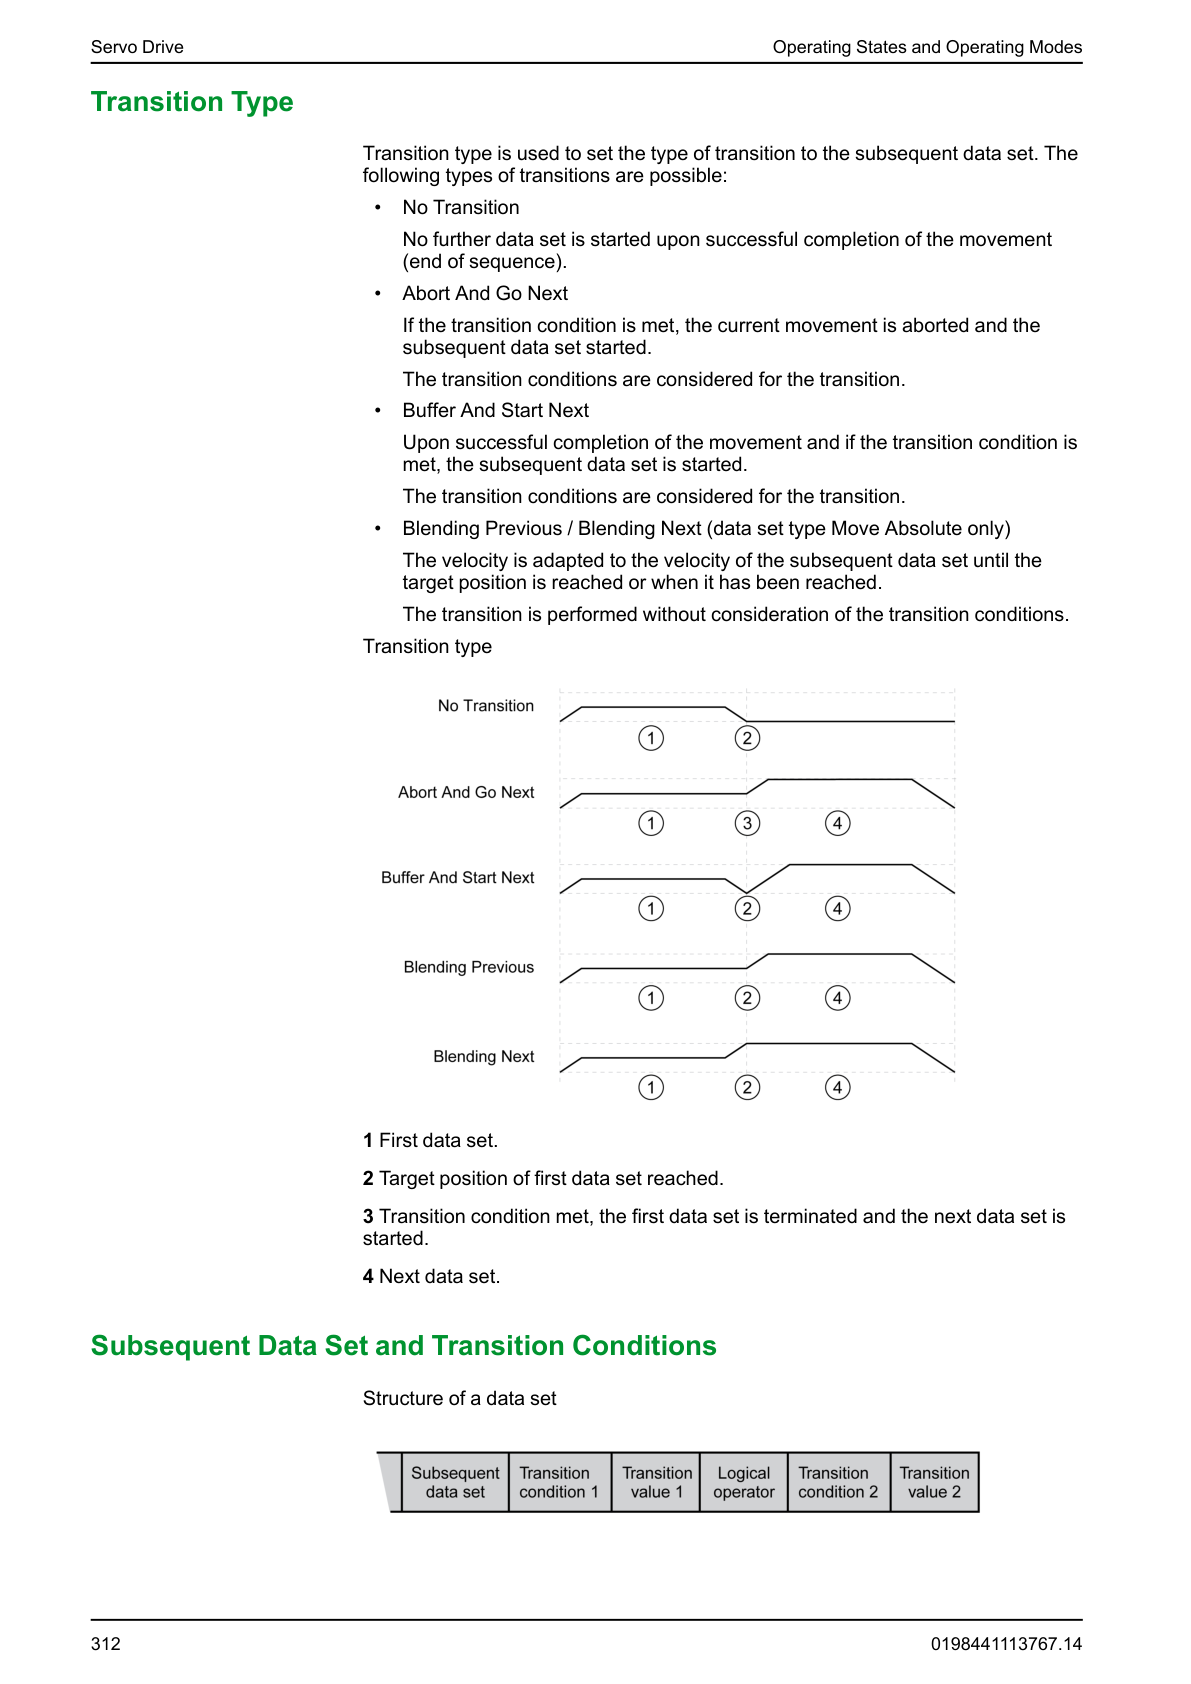 Servo Drive
Operating States and Operating Modes
Transition Type
Transition type is used to set the type of transition to the subsequent data set. The
following types of transitions are possible:
• No Transition
No further data set is started upon successful completion of the movement
(end of sequence).
• Abort And Go Next
If the transition condition is met, the current movement is aborted and the
subsequent data set started.
The transition conditions are considered for the transition.
• Buffer And Start Next
Upon successful completion of the movement and if the transition condition is
met, the subsequent data set is started.
The transition conditions are considered for the transition.
• Blending Previous / Blending Next (data set type Move Absolute only)
The velocity is adapted to the velocity of the subsequent data set until the
target position is reached or when it has been reached.
The transition is performed without consideration of the transition conditions.
Transition type
No Transition
1 2
Abort And Go Next
1 3 4
Buffer And Start Next
1 2 4
Blending Previous
1 2 4
Blending Next
1 2 4
1 First data set.
2 Target position of first data set reached.
3 Transition condition met, the first data set is terminated and the next data set is
started.
4 Next data set.
Subsequent Data Set and Transition Conditions
Structure of a data set
Subsequent
data set
Transition
condition 1
Transition
value 1
Logical
operator
Transition
condition 2
Transition
value 2
312
0198441113767.14